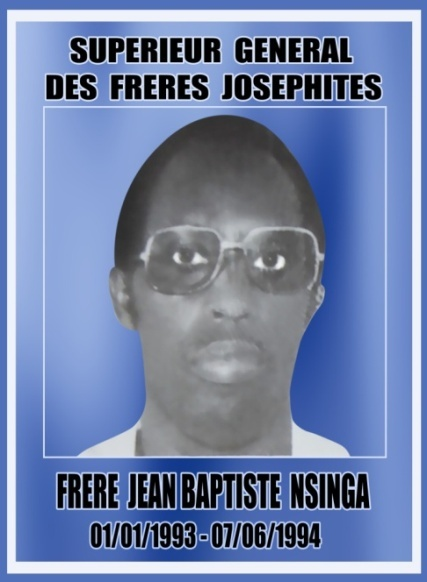 SUPERIEUR GENERAL
DES FRERES JOSEPHITES
FRERE JEAN BAPTISTE NSINGA
01/01/1993 - 07/06/1994